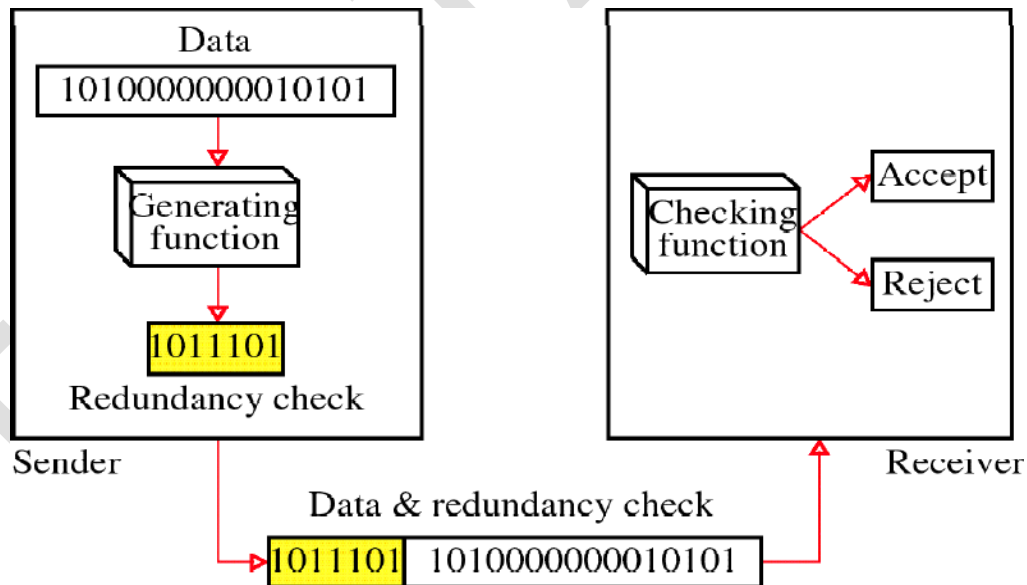 Data
1010000000010101
Generating
function
1011101
Redundancy check
Sender
Checking
function
Accept
Reject
Receiver
Data & redundancy check
1011101 1010000000010101